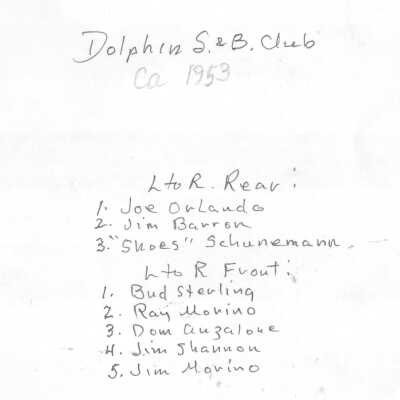 Dolphin S. & B. Club
Ca 1953
L to R. Rear:
1. Joe Orlando
2. Jim Barron
3. "Shoes" Schunemann.
L to R Front:
1. Bud Sterling
2. Ray Morino
3. Dom Anzalone
4. Jim Shannon
5. Jim Morino